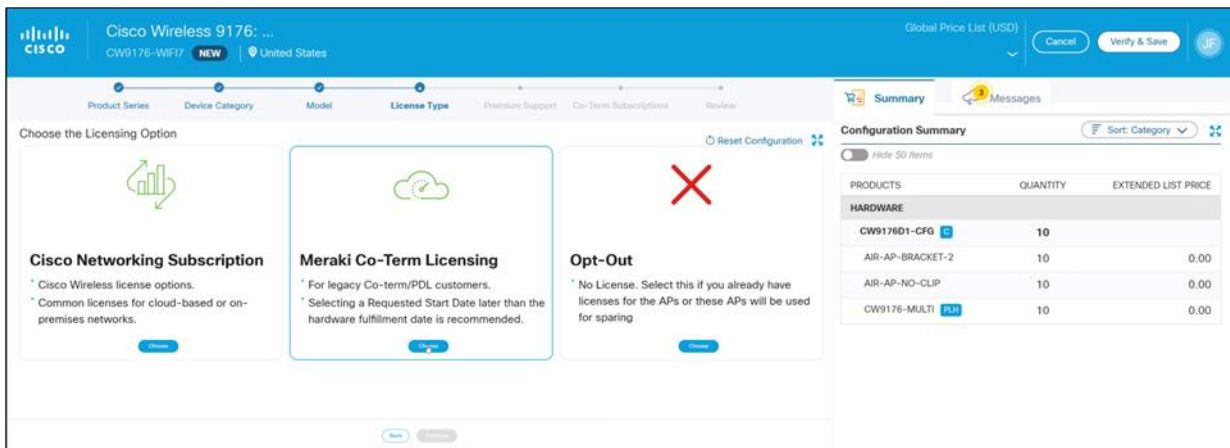 CISCO
Cisco Wireless 9176: ...
CW9176-WIFI7 NEW United States
Global Price List (USD)
Cancel
Verify & Save
JF
Product Series Device Category Model License Type Premium Support Co-Term Subscriptions Review
Choose the Licensing Option
Reset Configuration
Cisco Networking Subscription
Cisco Wireless license options.
Common licenses for cloud-based or on-
premises networks.
Choose
Meraki Co-Term Licensing
For legacy Co-term/PDL customers.
Selecting a Requested Start Date later than the
hardware fulfillment date is recommended.
Choose
Opt-Out
No License. Select this if you already have
licenses for the APs or these APs will be used
for sparing
Choose
Back
Summary 3 Messages
Configuration Summary Sort: Category
Hide $0 Items
PRODUCTS QUANTITY EXTENDED LIST PRICE
HARDWARE
CW9176D1-CFG C 10
AIR-AP-BRACKET-2 10 0.00
AIR-AP-NO-CLIP 10 0.00
CW9176-MULTI PLH 10 0.00